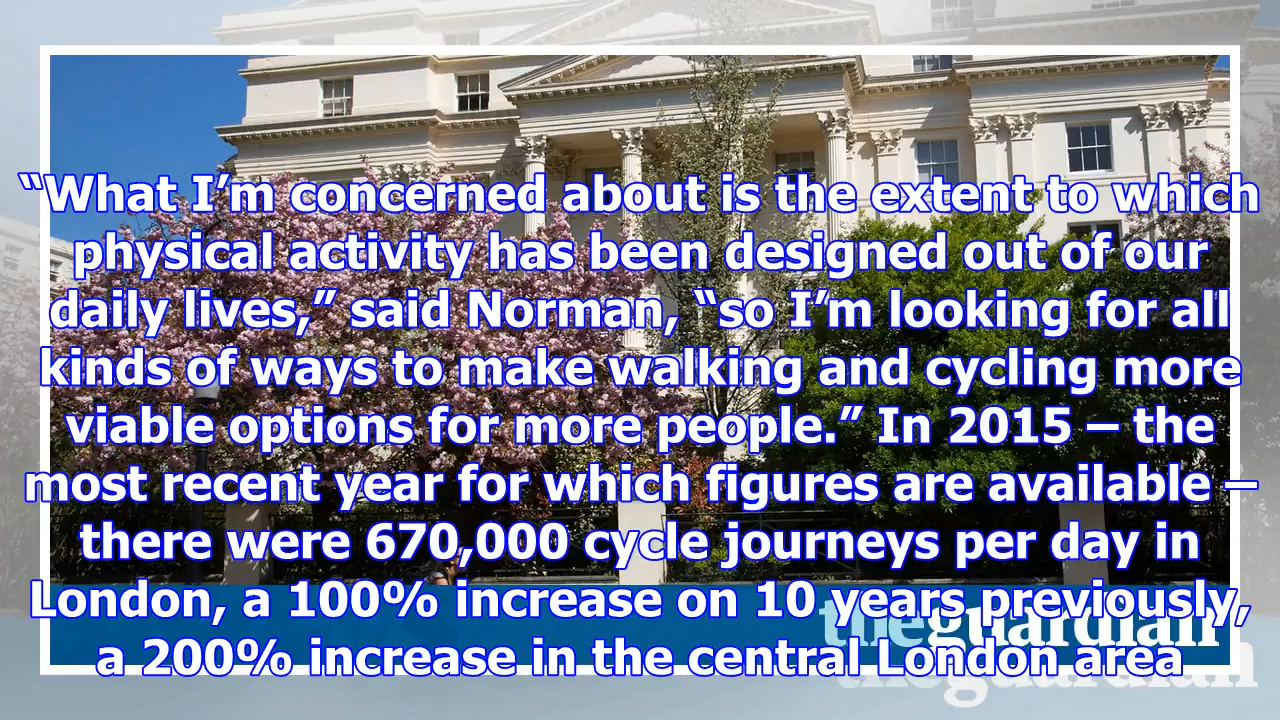 “What I’m concerned about is the extent to which
physical activity has been designed out of our
daily lives,” said Norman, “so I’m looking for all
kinds of ways to make walking and cycling more
viable options for more people.” In 2015 – the
most recent year for which figures are available –
there were 670,000 cycle journeys per day in
London, a 100% increase on 10 years previously,
a 200% increase in the central London area
theguardian
theguardian